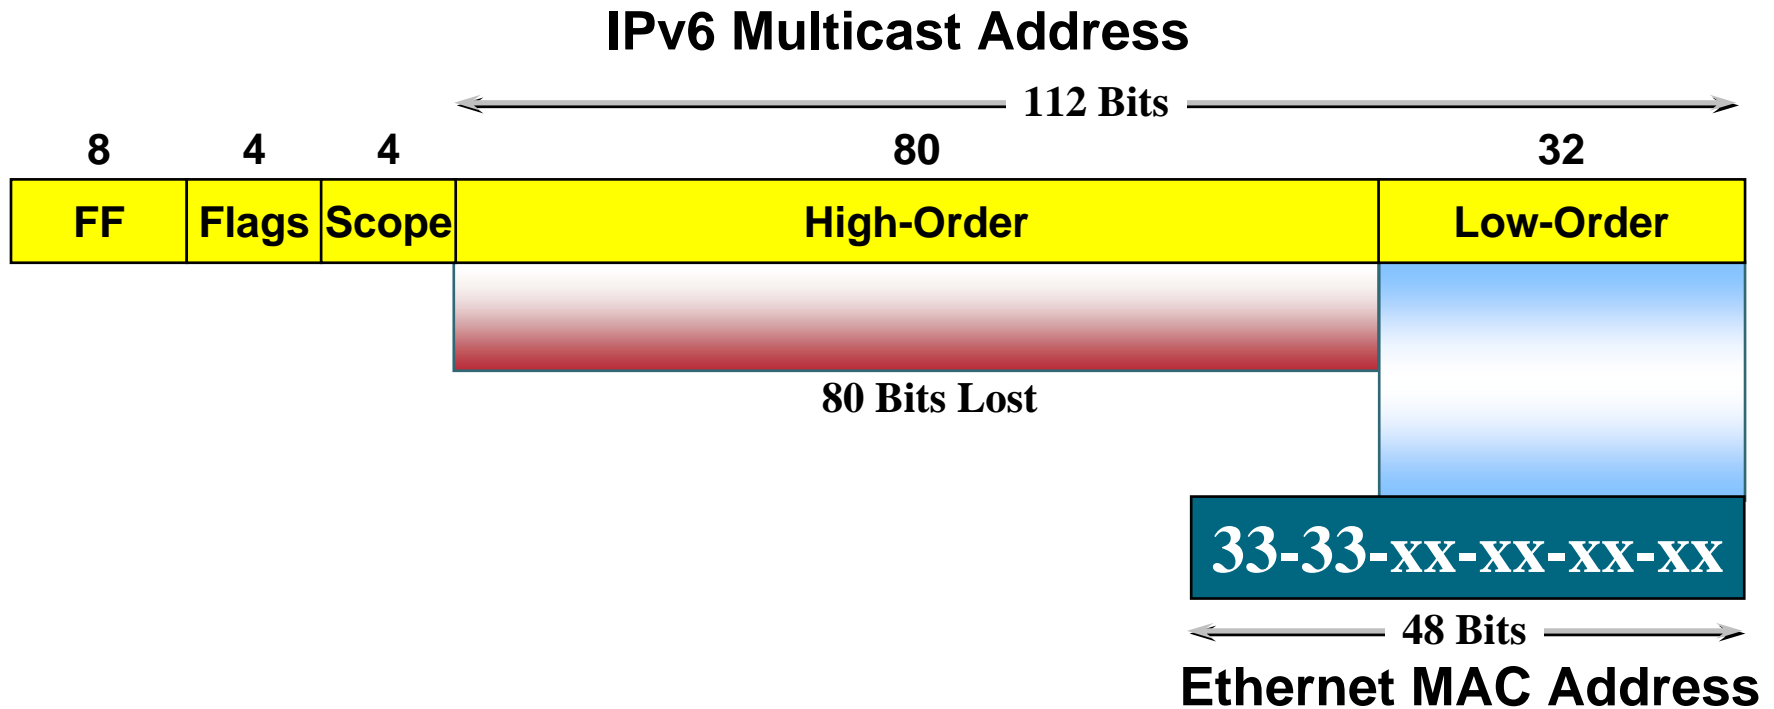 IPv6 Multicast Address
112 Bits
8 4 4 80 32
FF Flags Scope High-Order Low-Order
80 Bits Lost
33-33-xx-xx-xx-xx
48 Bits
Ethernet MAC Address